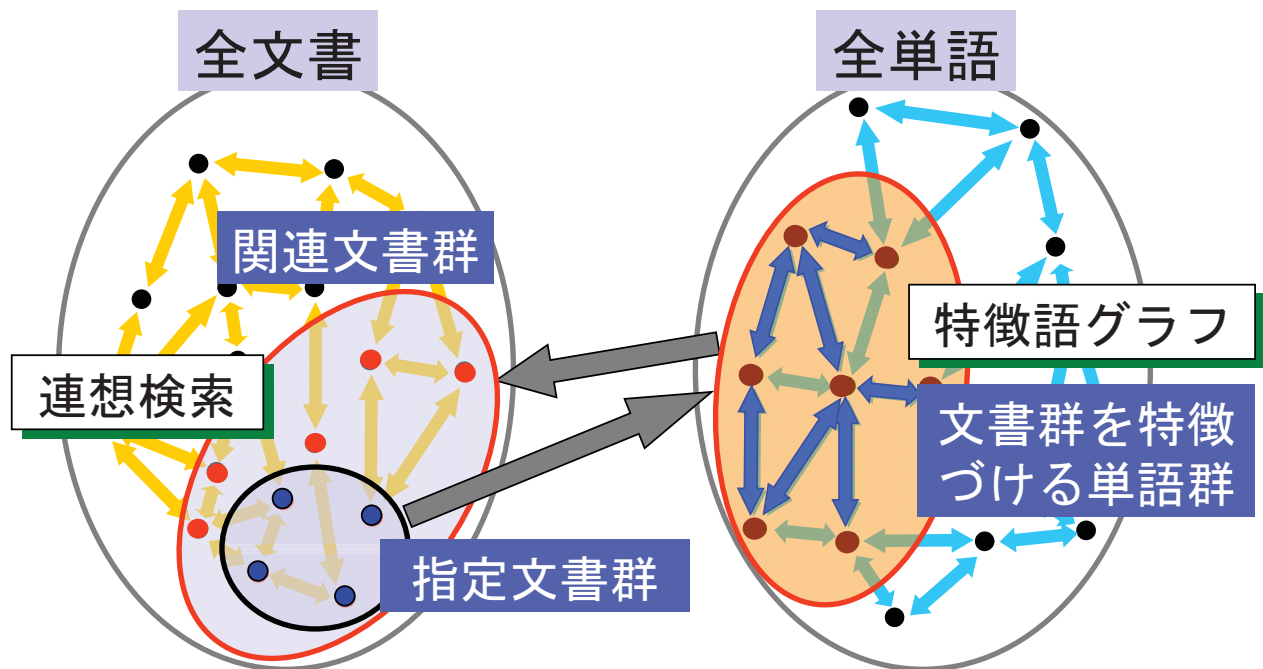 全文書
全単語
関連文書群
特徴語グラフ
連想検索
文書群を特徴
づける単語群
指定文書群